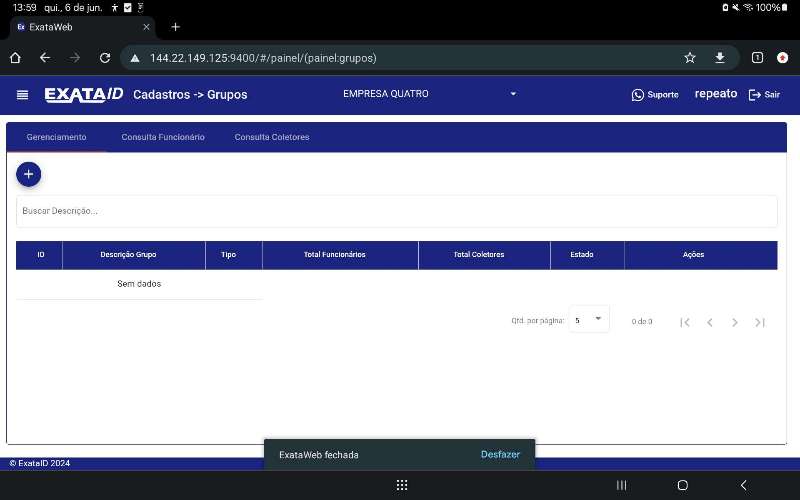 13:59 qui., 6 de jun. 100%
ExataWeb
144.22.149.125:9400/#/painel/(painel:grupos) 1
EXATAID Cadastros -> Grupos EMPRESA QUATRO Suporte repeato Sair
Gerenciamento Consulta Funcionário Consulta Coletores
+
Buscar Descrição...
ID Descrição Grupo Tipo Total Funcionários Total Coletores Estado Ações
Sem dados
Qtd. por página: 5 0 de 0
ExataWeb fechada Desfazer
© ExataID 2024